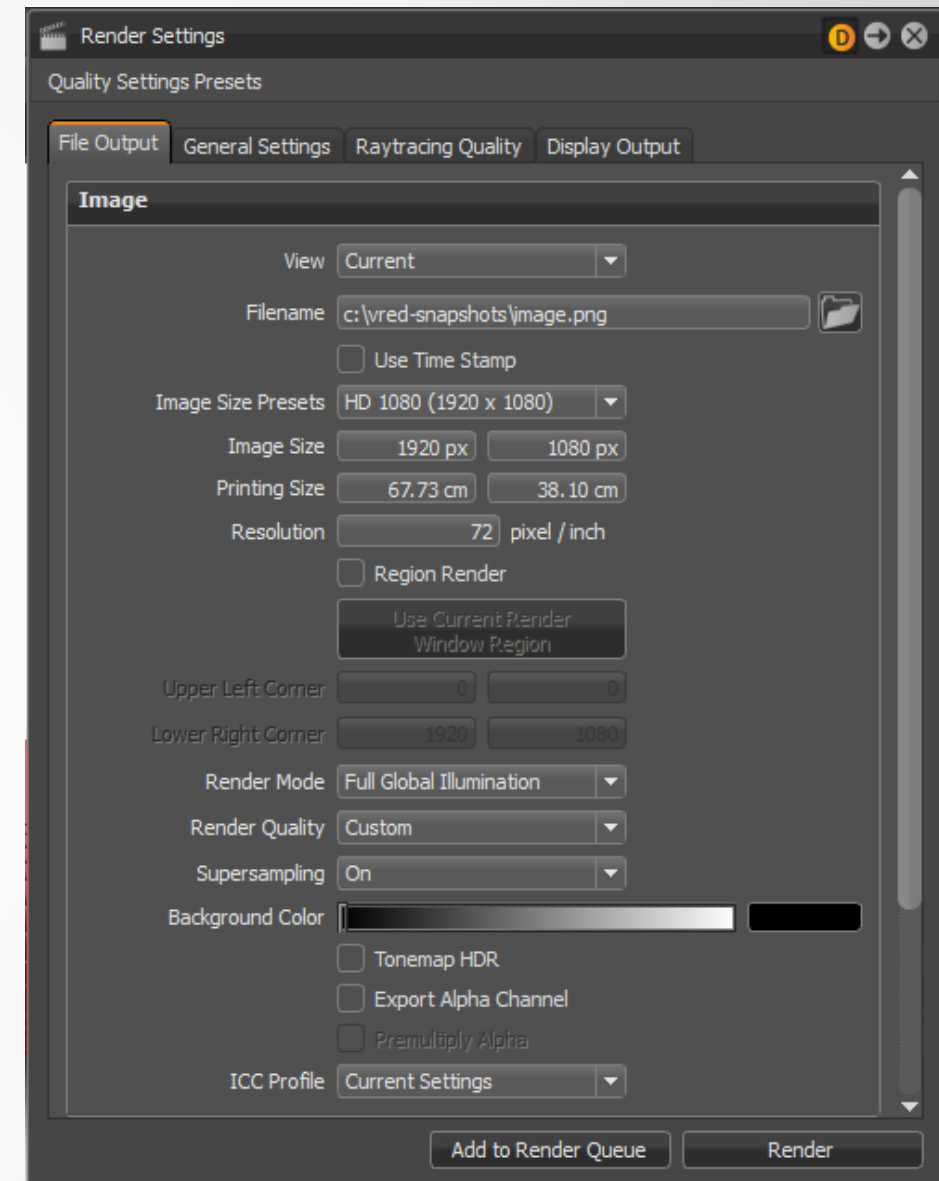 Render Settings
D
Quality Settings Presets
File Output General Settings Raytracing Quality Display Output
Image
View Current
Filename c:\vred-snapshots\image.png
Use Time Stamp
Image Size Presets HD 1080 (1920 x 1080)
Image Size 1920 px 1080 px
Printing Size 67.73 cm 38.10 cm
Resolution 72 pixel / inch
Region Render
Use Current Render
Window Region
Upper Left Corner 0 0
Lower Right Corner 1920 1080
Render Mode Full Global Illumination
Render Quality Custom
Supersampling On
Background Color
Tonemap HDR
Export Alpha Channel
Premultiply Alpha
ICC Profile Current Settings
Add to Render Queue Render